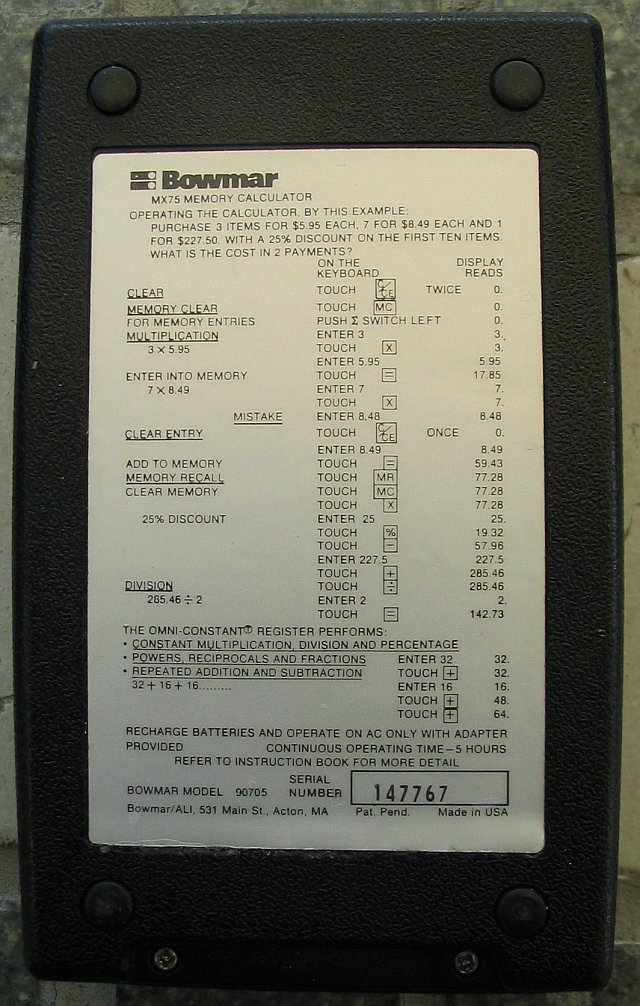 Bowmar
MX75 MEMORY CALCULATOR
OPERATING THE CALCULATOR, BY THIS EXAMPLE:
PURCHASE 3 ITEMS FOR $5.95 EACH, 7 FOR $8.49 EACH AND 1
FOR $227.50. WITH A 25% DISCOUNT ON THE FIRST TEN ITEMS.
WHAT IS THE COST IN 2 PAYMENTS?
ON THE KEYBOARD DISPLAY READS
CLEAR TOUCH C/CE TWICE 0.
MEMORY CLEAR TOUCH MC 0.
FOR MEMORY ENTRIES PUSH Σ SWITCH LEFT 0.
MULTIPLICATION ENTER 3 3.
3 × 5.95 TOUCH X 3.
ENTER 5.95 5.95
ENTER INTO MEMORY TOUCH = 17.85
7 × 8.49 ENTER 7 7.
TOUCH X 7.
MISTAKE ENTER 8.48 8.48
CLEAR ENTRY TOUCH C/CE ONCE 0.
ENTER 8.49 8.49
ADD TO MEMORY TOUCH = 59.43
MEMORY RECALL TOUCH MR 77.28
CLEAR MEMORY TOUCH MC 77.28
TOUCH X 77.28
25% DISCOUNT ENTER 25 25.
TOUCH % 19.32
TOUCH − 57.96
ENTER 227.5 227.5
TOUCH + 285.46
DIVISION TOUCH ÷ 285.46
285.46 ÷ 2 ENTER 2 2.
TOUCH = 142.73
THE OMNI-CONSTANT® REGISTER PERFORMS:
• CONSTANT MULTIPLICATION, DIVISION AND PERCENTAGE
• POWERS, RECIPROCALS AND FRACTIONS ENTER 32 32.
• REPEATED ADDITION AND SUBTRACTION TOUCH + 32.
32 + 16 + 16......... ENTER 16 16.
TOUCH + 48.
TOUCH + 64.
RECHARGE BATTERIES AND OPERATE ON AC ONLY WITH ADAPTER
PROVIDED CONTINUOUS OPERATING TIME – 5 HOURS
REFER TO INSTRUCTION BOOK FOR MORE DETAIL
BOWMAR MODEL 90705 SERIAL NUMBER 147767
Bowmar/ALI, 531 Main St., Acton, MA Pat. Pend. Made in USA